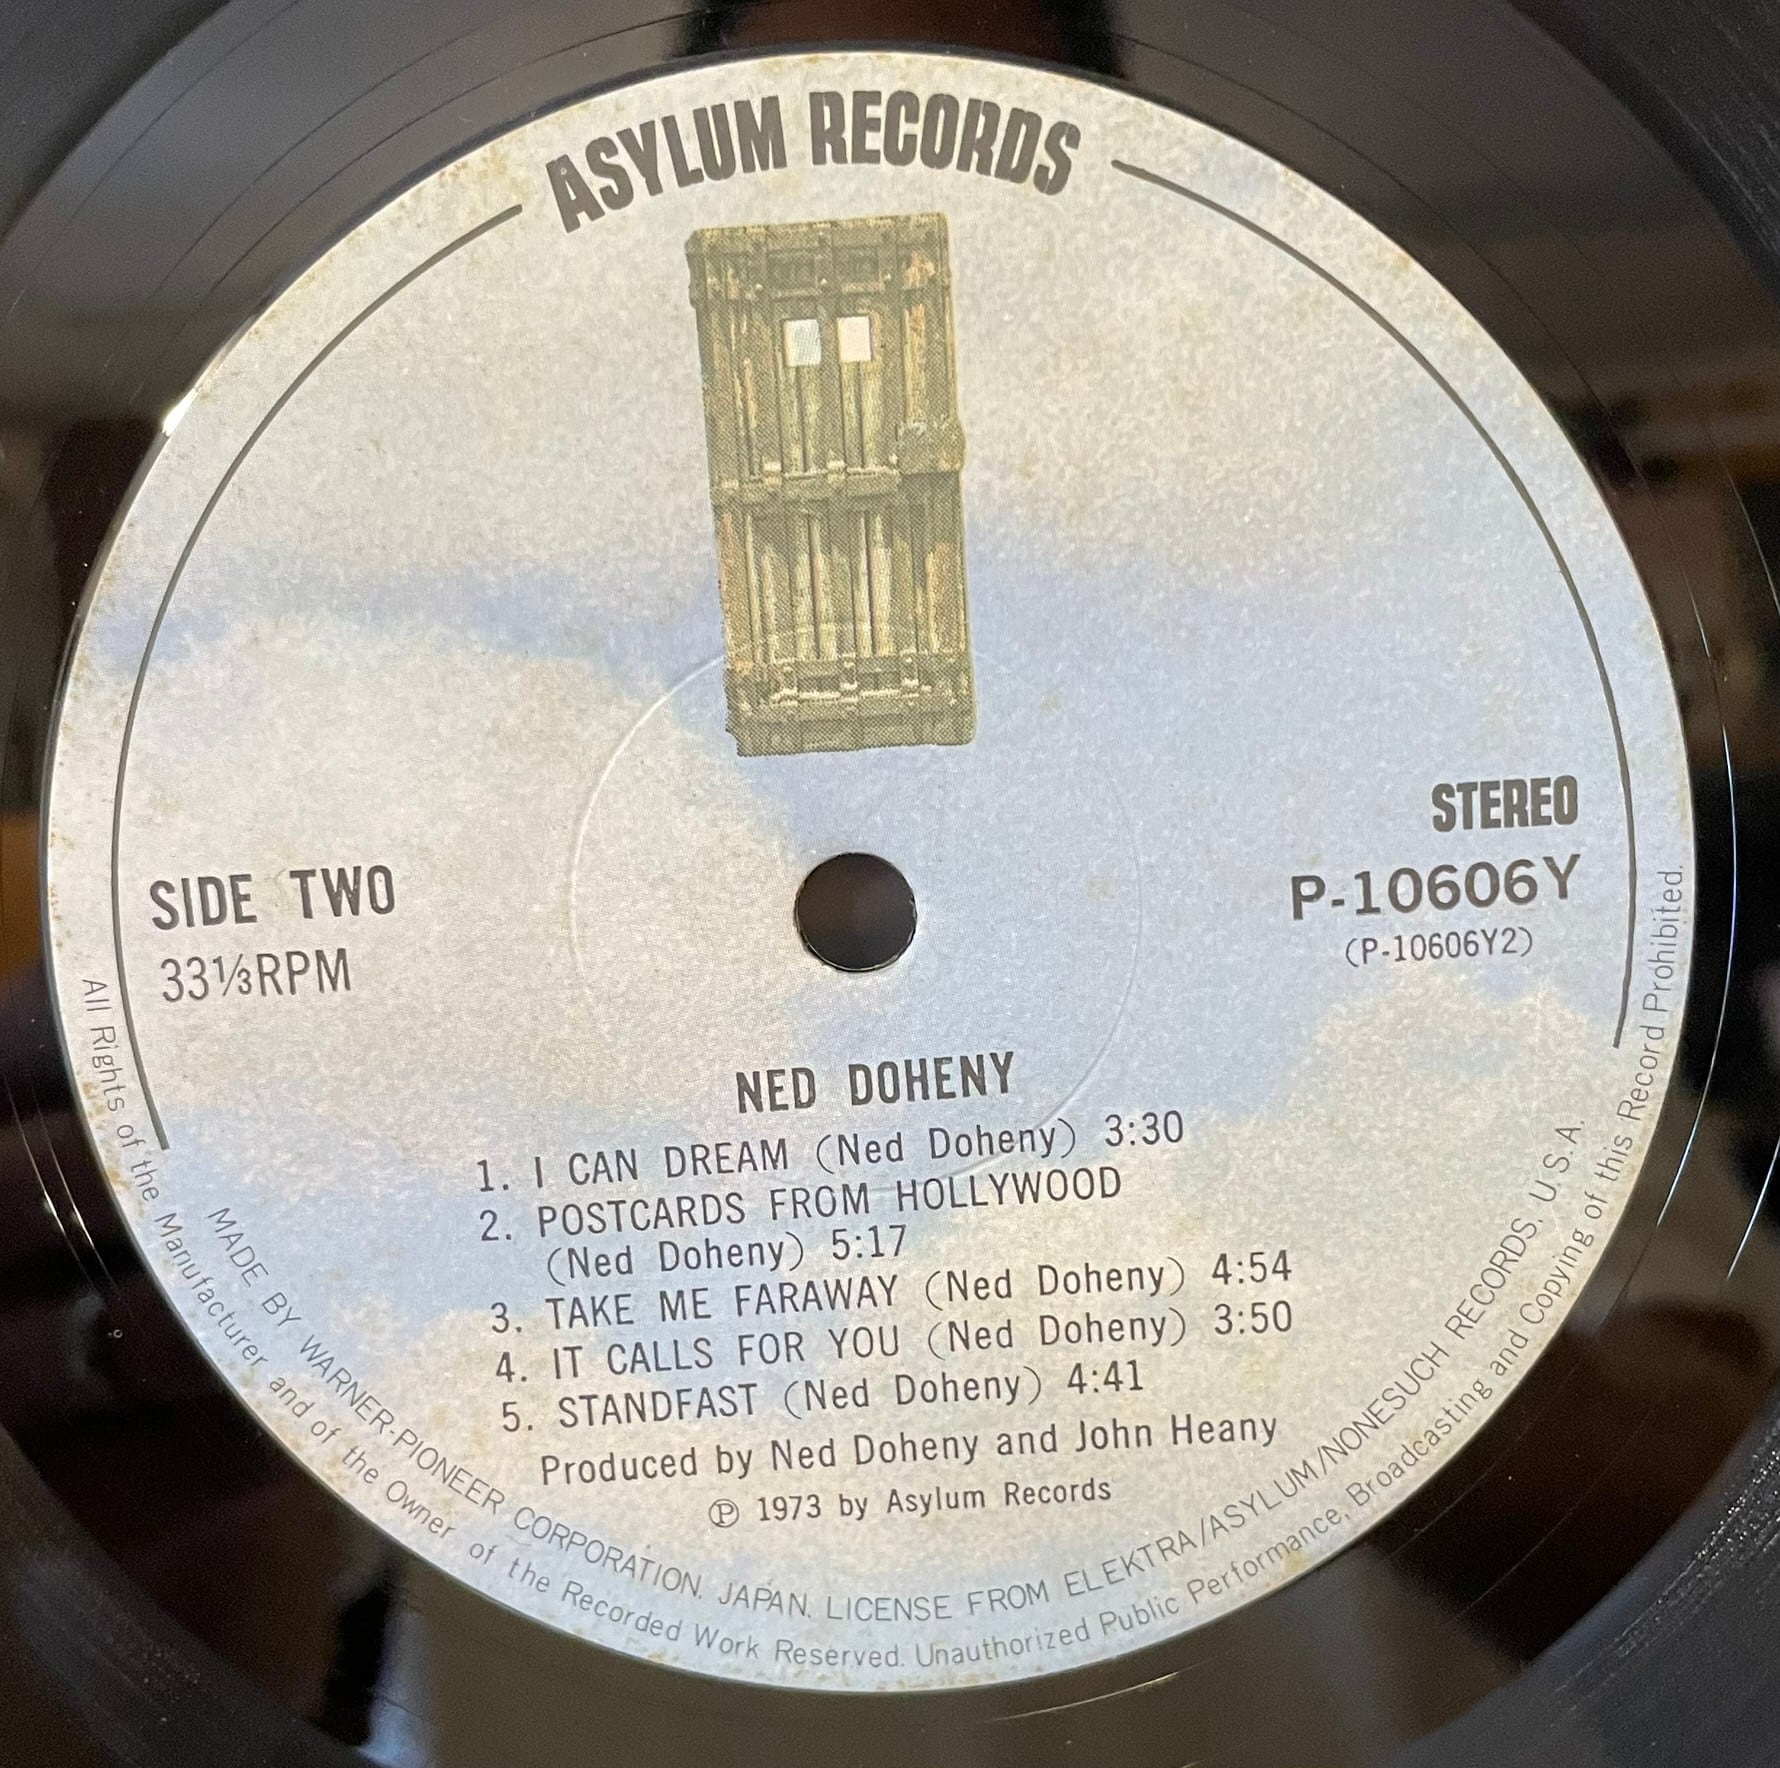 ASYLUM RECORDS
STEREO
P-10606Y
(P-10606Y2)
SIDE TWO
33⅓RPM
NED DOHENY
1. I CAN DREAM (Ned Doheny) 3:30
2. POSTCARDS FROM HOLLYWOOD
(Ned Doheny) 5:17
3. TAKE ME FARAWAY (Ned Doheny) 4:54
4. IT CALLS FOR YOU (Ned Doheny) 3:50
5. STANDFAST (Ned Doheny) 4:41
Produced by Ned Doheny and John Heany
Ⓟ 1973 by Asylum Records
MADE BY WARNER-PIONEER CORPORATION. JAPAN. LICENSE FROM ELEKTRA/ASYLUM/NONESUCH RECORDS. U.S.A.
All Rights of the Manufacturer and of the Owner of the Recorded Work Reserved. Unauthorized Public Performance, Broadcasting and Copying of this Record Prohibited.